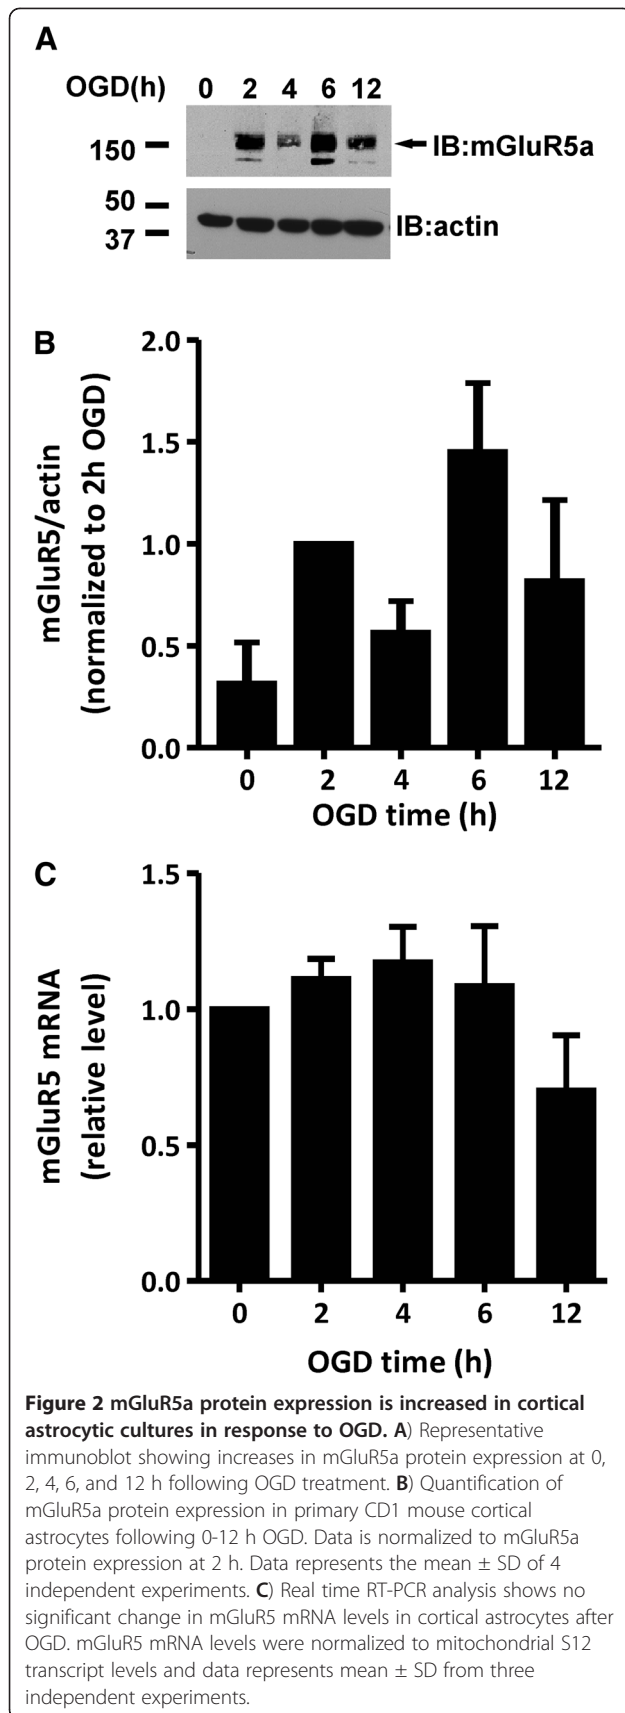 A
OGD(h) 0 2 4 6 12
150
IB:mGluR5a
50
37
IB:actin
B
mGluR5/actin
(normalized to 2h OGD)
2.0
1.5
1.0
0.5
0.0
0 2 4 6 12
OGD time (h)
C
mGluR5 mRNA
(relative level)
1.5
1.0
0.5
0.0
0 2 4 6 12
OGD time (h)
Figure 2 mGluR5a protein expression is increased in cortical
astrocytic cultures in response to OGD. A) Representative
immunoblot showing increases in mGluR5a protein expression at 0,
2, 4, 6, and 12 h following OGD treatment. B) Quantification of
mGluR5a protein expression in primary CD1 mouse cortical
astrocytes following 0-12 h OGD. Data is normalized to mGluR5a
protein expression at 2 h. Data represents the mean ± SD of 4
independent experiments. C) Real time RT-PCR analysis shows no
significant change in mGluR5 mRNA levels in cortical astrocytes after
OGD. mGluR5 mRNA levels were normalized to mitochondrial S12
transcript levels and data represents mean ± SD from three
independent experiments.